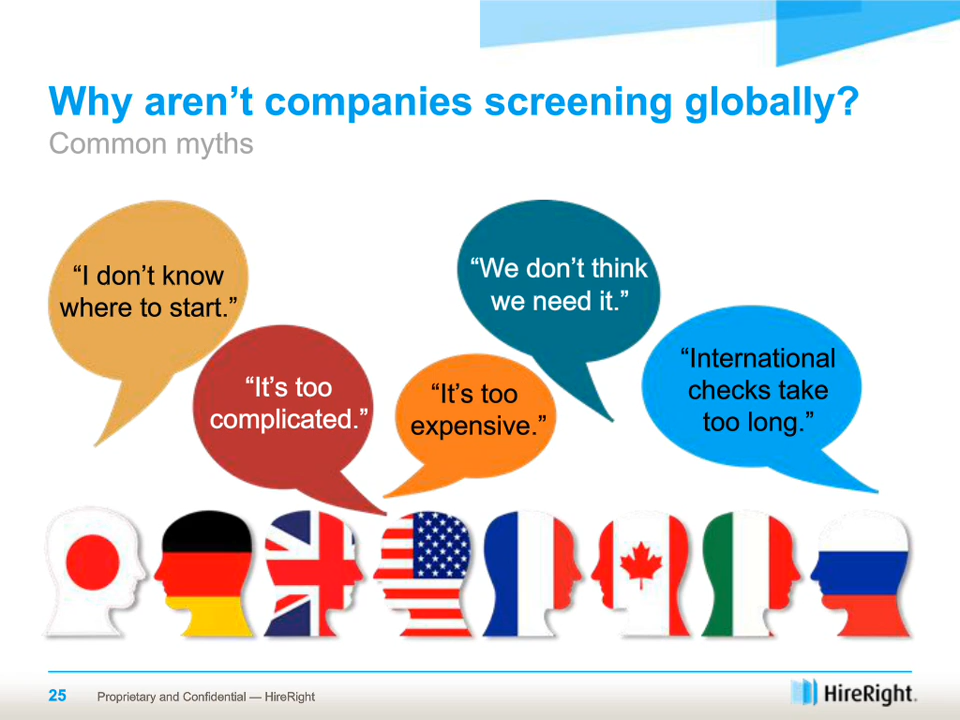 Why aren’t companies screening globally?
Common myths
“I don’t know
where to start.”
“It’s too
complicated.”
“It’s too
expensive.”
“We don’t think
we need it.”
“International
checks take
too long.”
25 Proprietary and Confidential — HireRight
HireRight